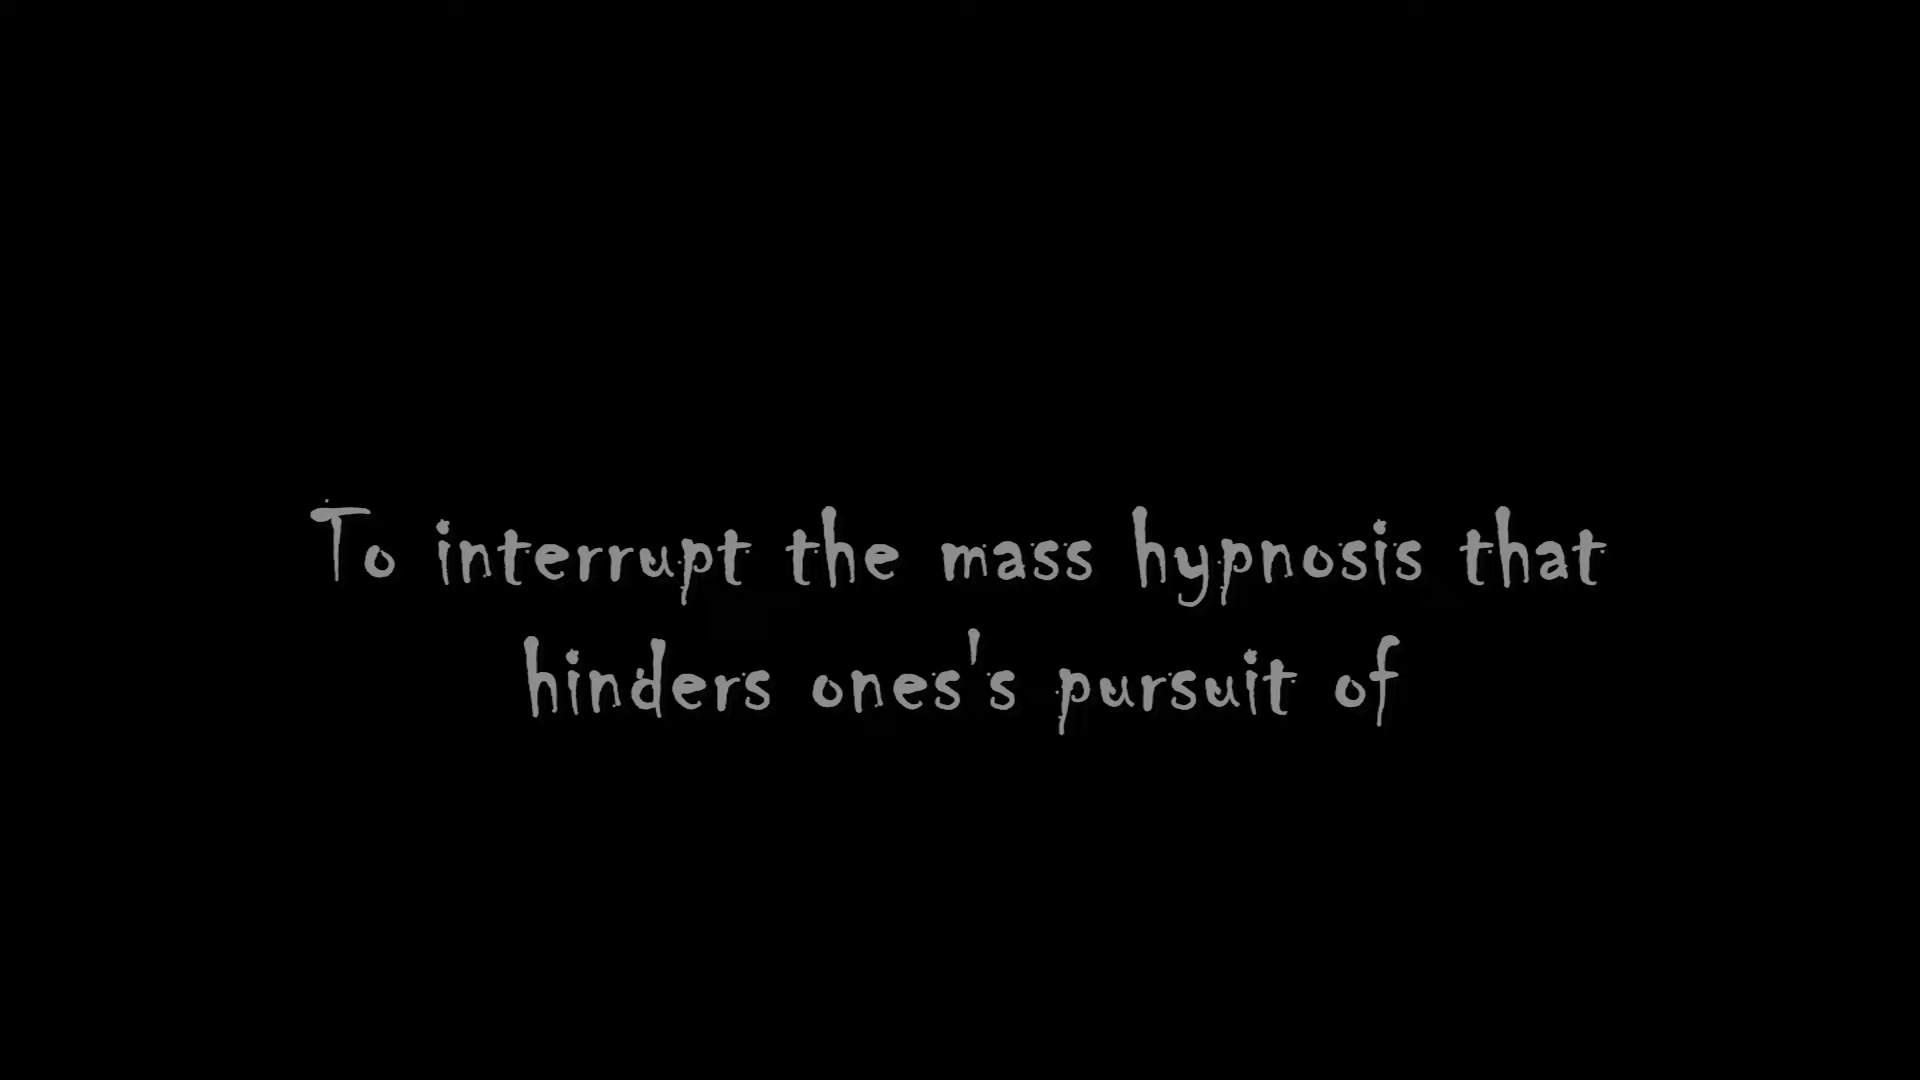 To interrupt the mass hypnosis that
hinders ones's pursuit of